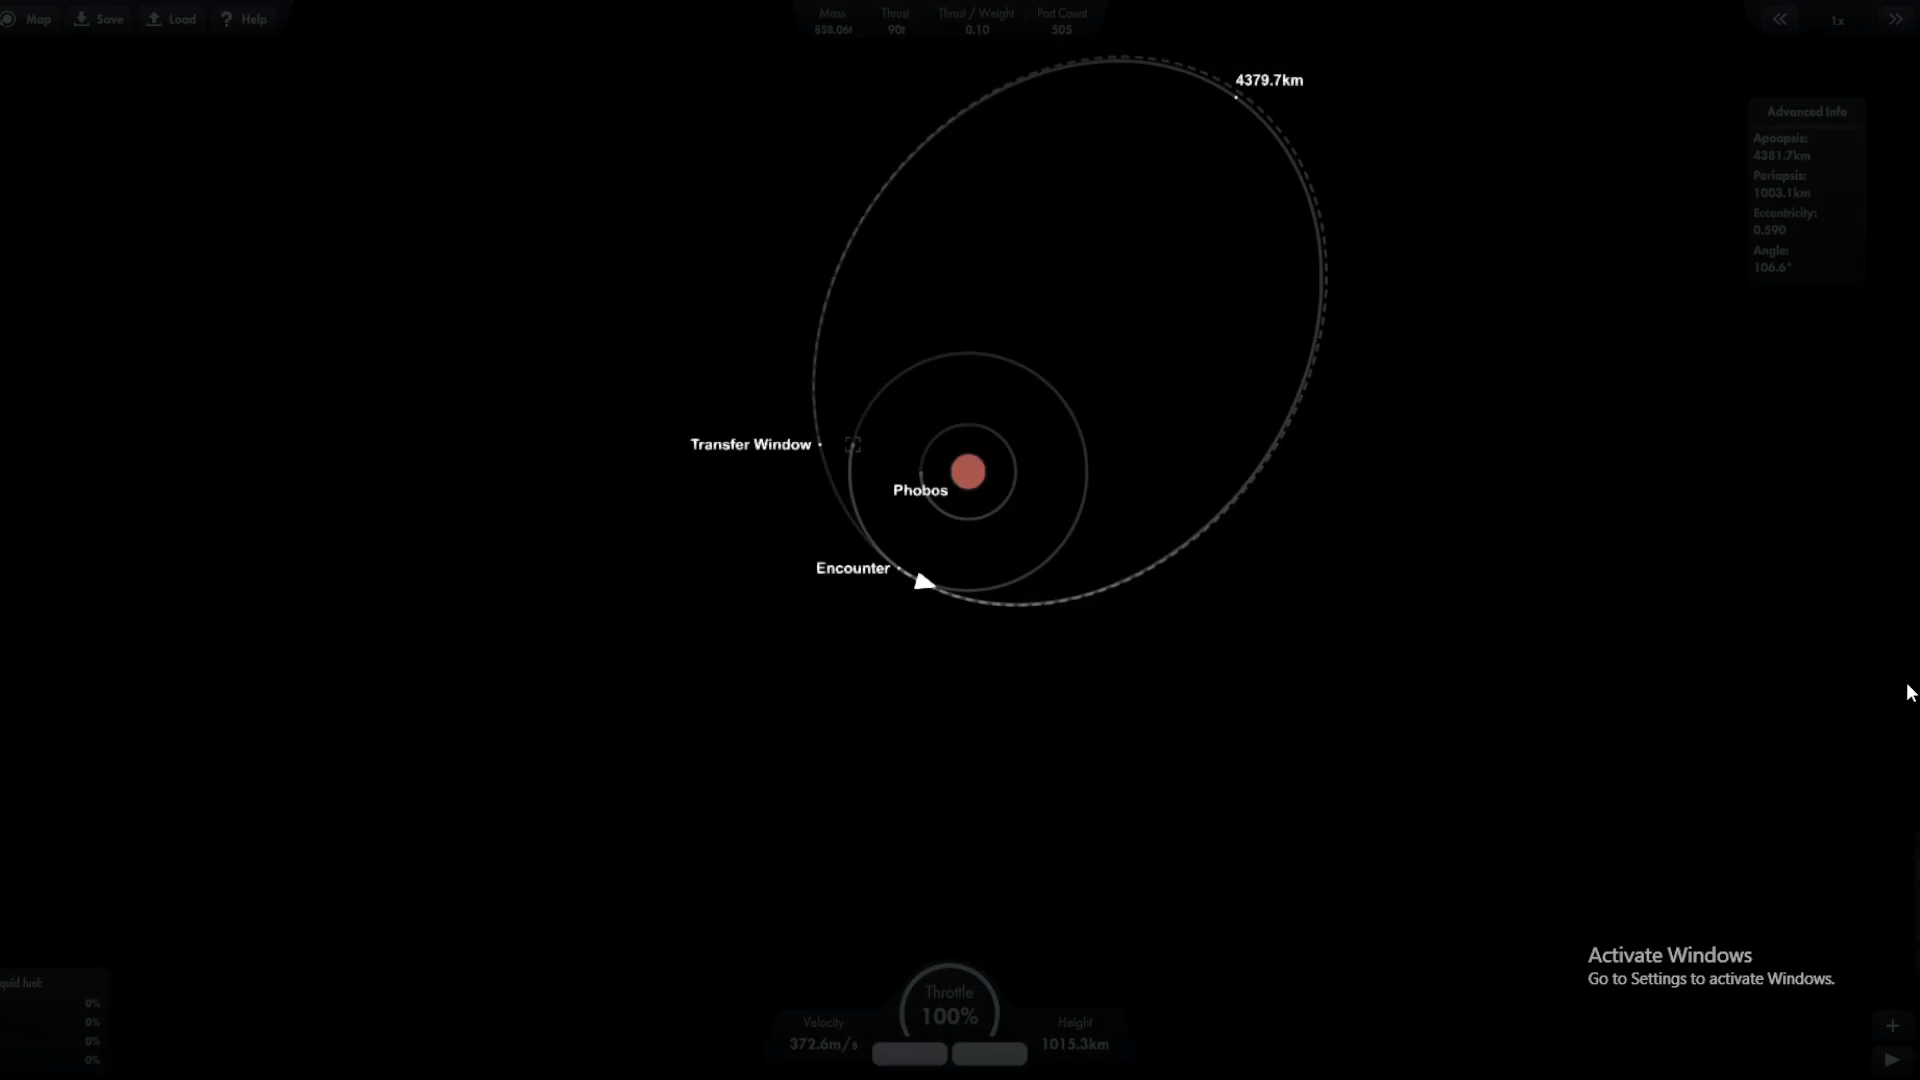 Map
Save
Load
? Help
Mass
858.06t
Thrust
90t
Thrust / Weight
0.10
Part Count
505
1x
4379.7km
Advanced Info
Apoapsis:
4381.7km
Periapsis:
1003.1km
Eccentricity:
0.590
Angle:
106.6°
Transfer Window
Phobos
Encounter
Activate Windows
Go to Settings to activate Windows.
quid fuel:
0%
0%
0%
0%
Throttle
100%
Velocity
372.6m/s
Height
1015.3km